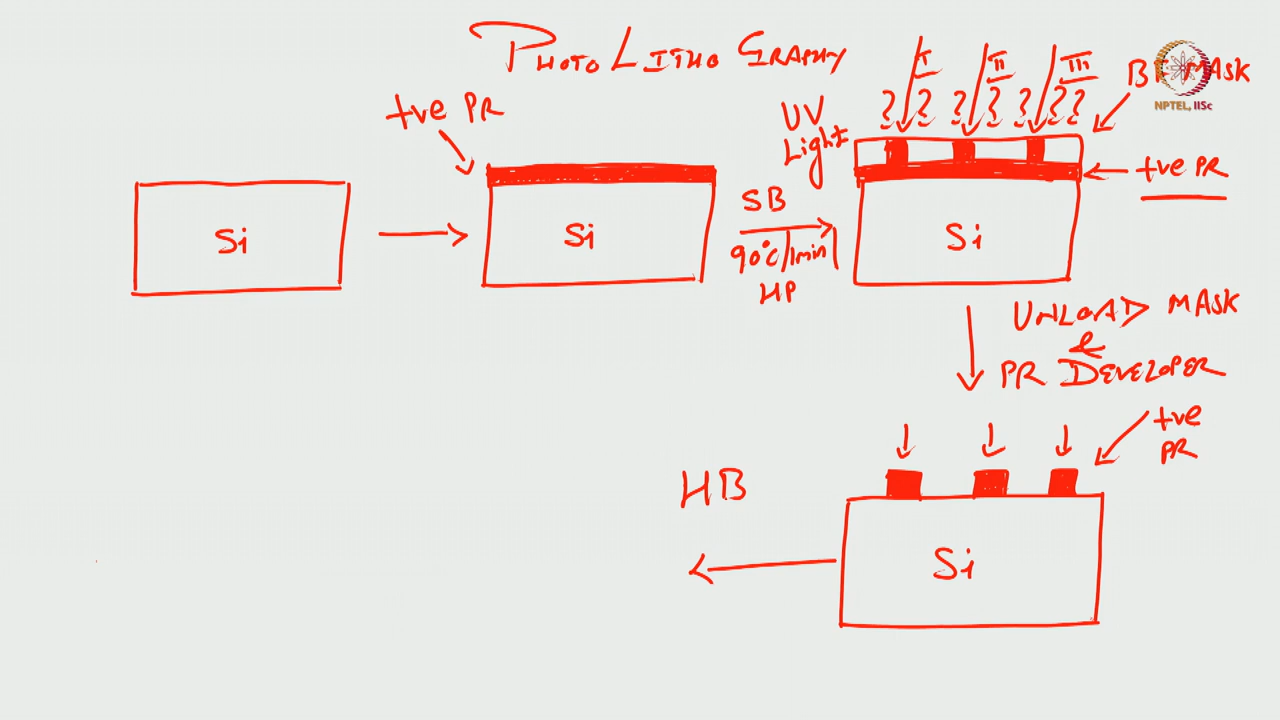 PHOTO LITHO GRAPHY
+ve PR
UV
Light
I II III
MASK
NPTEL, IISc
+ve PR
Si
Si
SB
90°C/1min
HP
Si
UNLOAD MASK
&
PR DEVELOPER
+ve
PR
HB
Si